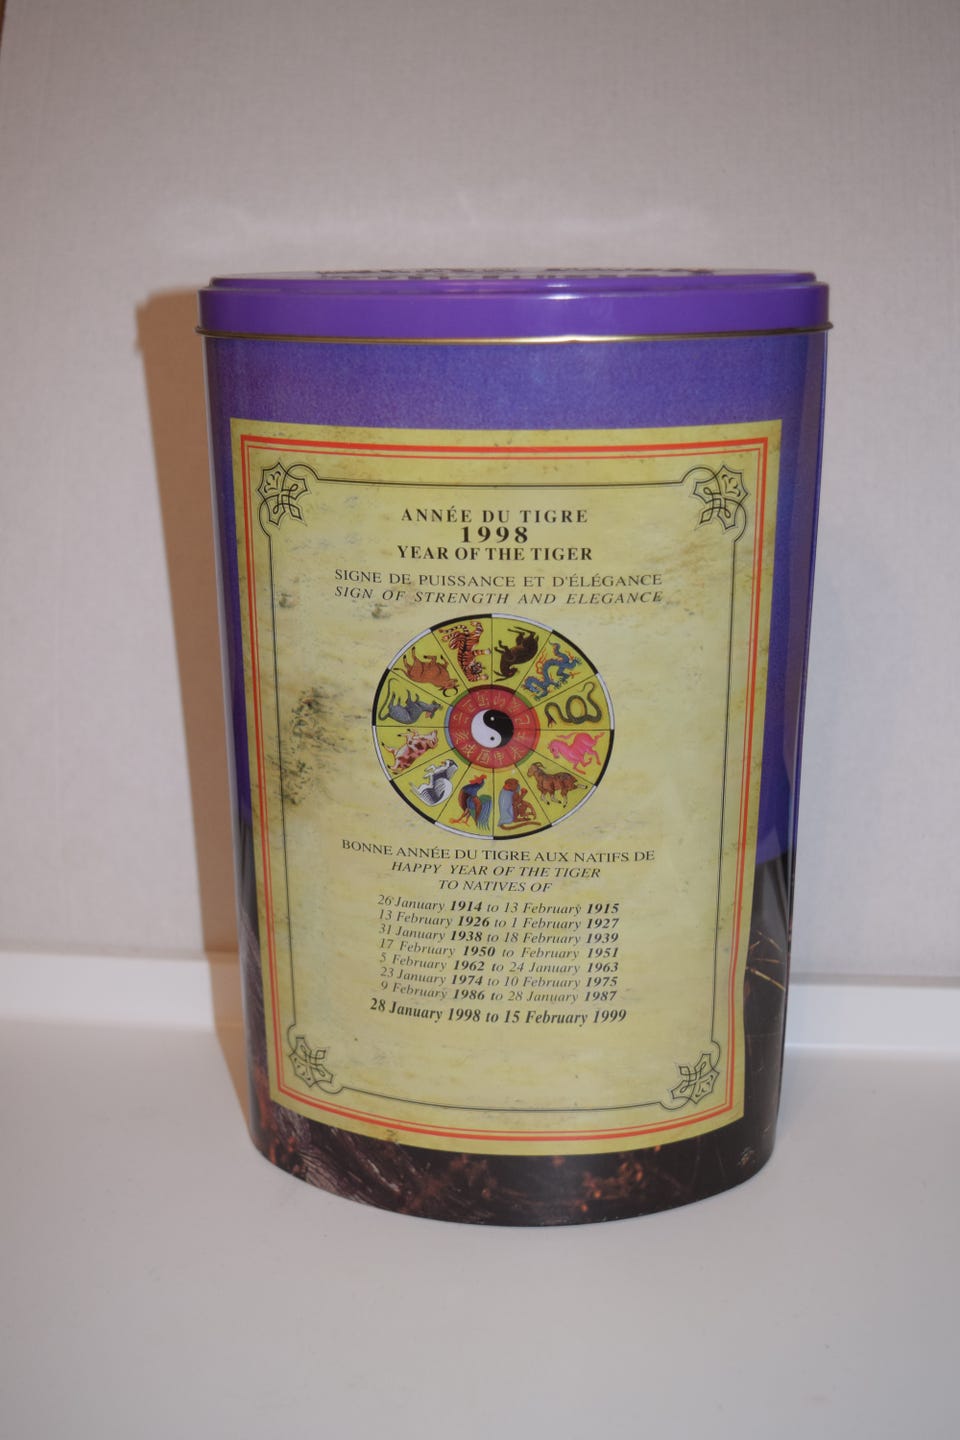 ANNÉE DU TIGRE
1998
YEAR OF THE TIGER
SIGNE DE PUISSANCE ET D'ÉLÉGANCE
SIGN OF STRENGTH AND ELEGANCE
BONNE ANNÉE DU TIGRE AUX NATIFS DE
HAPPY YEAR OF THE TIGER
TO NATIVES OF
26 January 1914 to 13 February 1915
13 February 1926 to 1 February 1927
31 January 1938 to 18 February 1939
17 February 1950 to February 1951
5 February 1962 to 24 January 1963
23 January 1974 to 10 February 1975
9 February 1986 to 28 January 1987
28 January 1998 to 15 February 1999